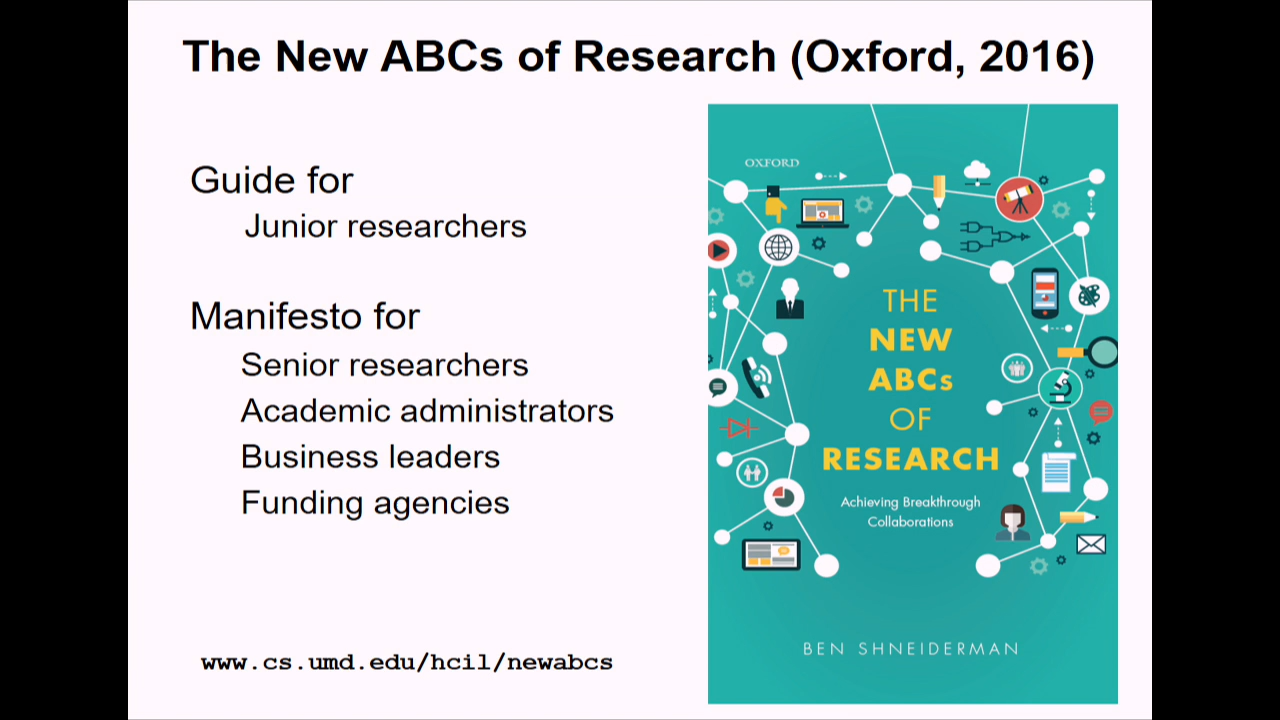 The New ABCs of Research (Oxford, 2016)
Guide for
Junior researchers
Manifesto for
Senior researchers
Academic administrators
Business leaders
Funding agencies
www.cs.umd.edu/hcil/newabcs
OXFORD
THE
NEW
ABCs
OF
RESEARCH
Achieving Breakthrough
Collaborations
BEN SHNEIDERMAN